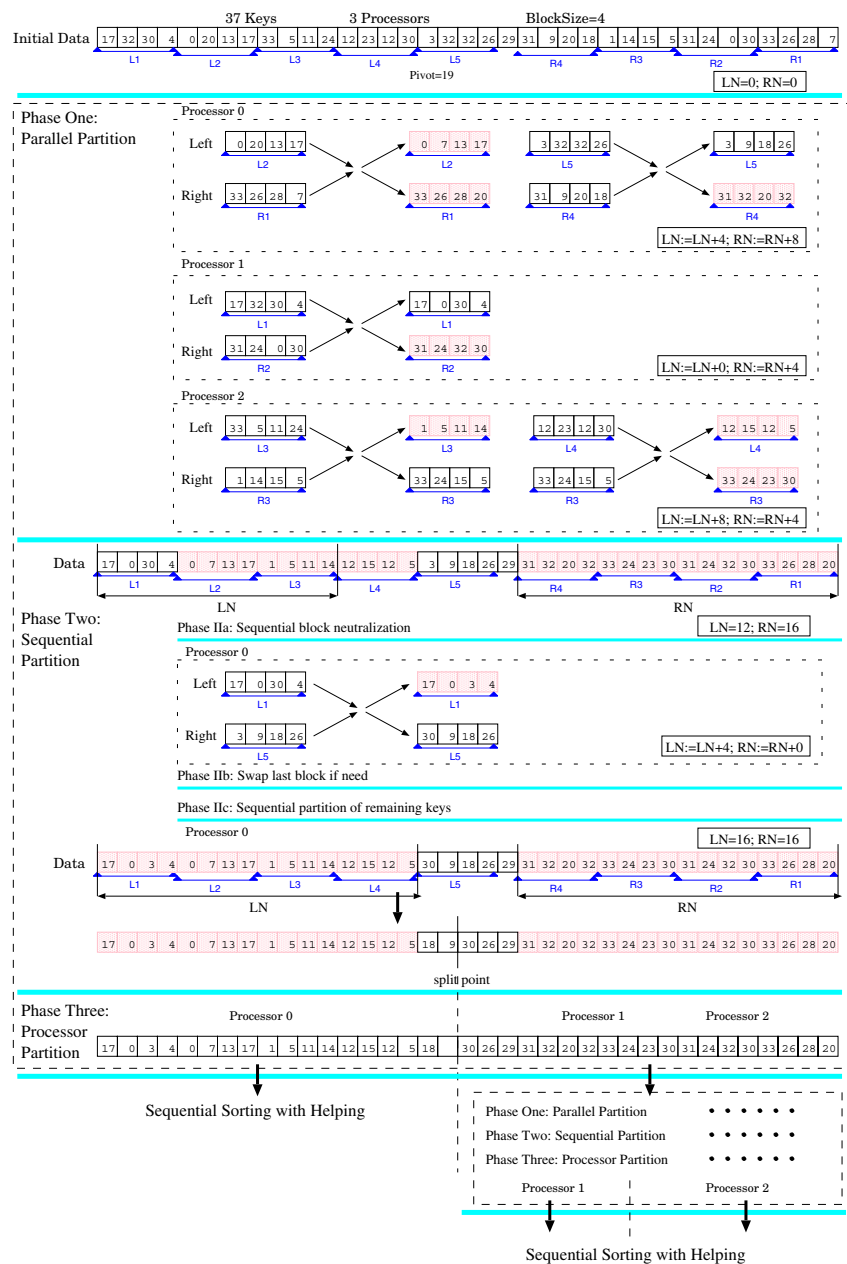 37 Keys 3 Processors BlockSize=4
Initial Data 17 32 30 4 0 20 13 17 33 5 11 24 12 23 12 30 3 32 32 26 29 31 9 20 18 1 14 15 5 31 24 0 30 33 26 28 7
L1 L2 L3 L4 L5 R4 R3 R2 R1
Pivot=19
LN=0; RN=0
Phase One:
Parallel Partition
Processor 0
Left 0 20 13 17 0 7 13 17 3 32 32 26 3 9 18 26
L2 L2 L5 L5
Right 33 26 28 7 33 26 28 20 31 9 20 18 31 32 20 32
R1 R1 R4 R4
LN:=LN+4; RN:=RN+8
Processor 1
Left 17 32 30 4 17 0 30 4
L1 L1
Right 31 24 0 30 31 24 32 30
R2 R2
LN:=LN+0; RN:=RN+4
Processor 2
Left 33 5 11 24 1 5 11 14 12 23 12 30 12 15 12 5
L3 L3 L4 L4
Right 1 14 15 5 33 24 15 5 33 24 15 5 33 24 23 30
R3 R3 R3 R3
LN:=LN+8; RN:=RN+4
Data 17 0 30 4 0 7 13 17 1 5 11 14 12 15 12 5 3 9 18 26 29 31 32 20 32 33 24 23 30 31 24 32 30 33 26 28 20
L1 L2 L3 L4 L5 R4 R3 R2 R1
LN RN
Phase Two:
Sequential
Partition
Phase IIa: Sequential block neutralization
LN=12; RN=16
Processor 0
Left 17 0 30 4 17 0 3 4
L1 L1
Right 3 9 18 26 30 9 18 26
L5 L5
LN:=LN+4; RN:=RN+0
Phase IIb: Swap last block if need
Phase IIc: Sequential partition of remaining keys
Processor 0
LN=16; RN=16
Data 17 0 3 4 0 7 13 17 1 5 11 14 12 15 12 5 30 9 18 26 29 31 32 20 32 33 24 23 30 31 24 32 30 33 26 28 20
L1 L2 L3 L4 L5 R4 R3 R2 R1
LN RN
17 0 3 4 0 7 13 17 1 5 11 14 12 15 12 5 18 9 30 26 29 31 32 20 32 33 24 23 30 31 24 32 30 33 26 28 20
split point
Phase Three:
Processor
Partition
Processor 0 Processor 1 Processor 2
17 0 3 4 0 7 13 17 1 5 11 14 12 15 12 5 18 30 26 29 31 32 20 32 33 24 23 30 31 24 32 30 33 26 28 20
Sequential Sorting with Helping
Phase One: Parallel Partition • • • • • •
Phase Two: Sequential Partition • • • • • •
Phase Three: Processor Partition • • • • • •
Processor 1 Processor 2
Sequential Sorting with Helping